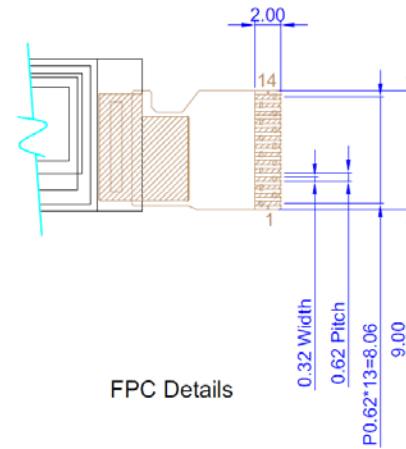 2.00
14
1
0.32 Width
0.62 Pitch
P0.62*13=8.06
9.00
FPC Details